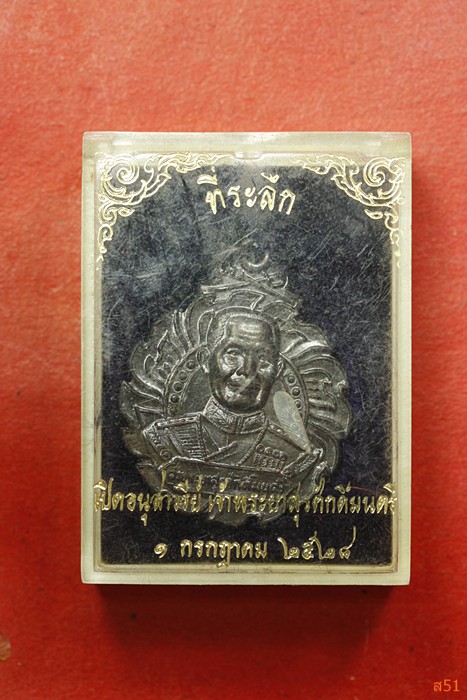 ที่ระลึก
เปิดอนุสาวรีย์ เจ้าพระยาสุรศักดิ์มนตรี
๑ กรกฎาคม ๒๕๒๘
ส51